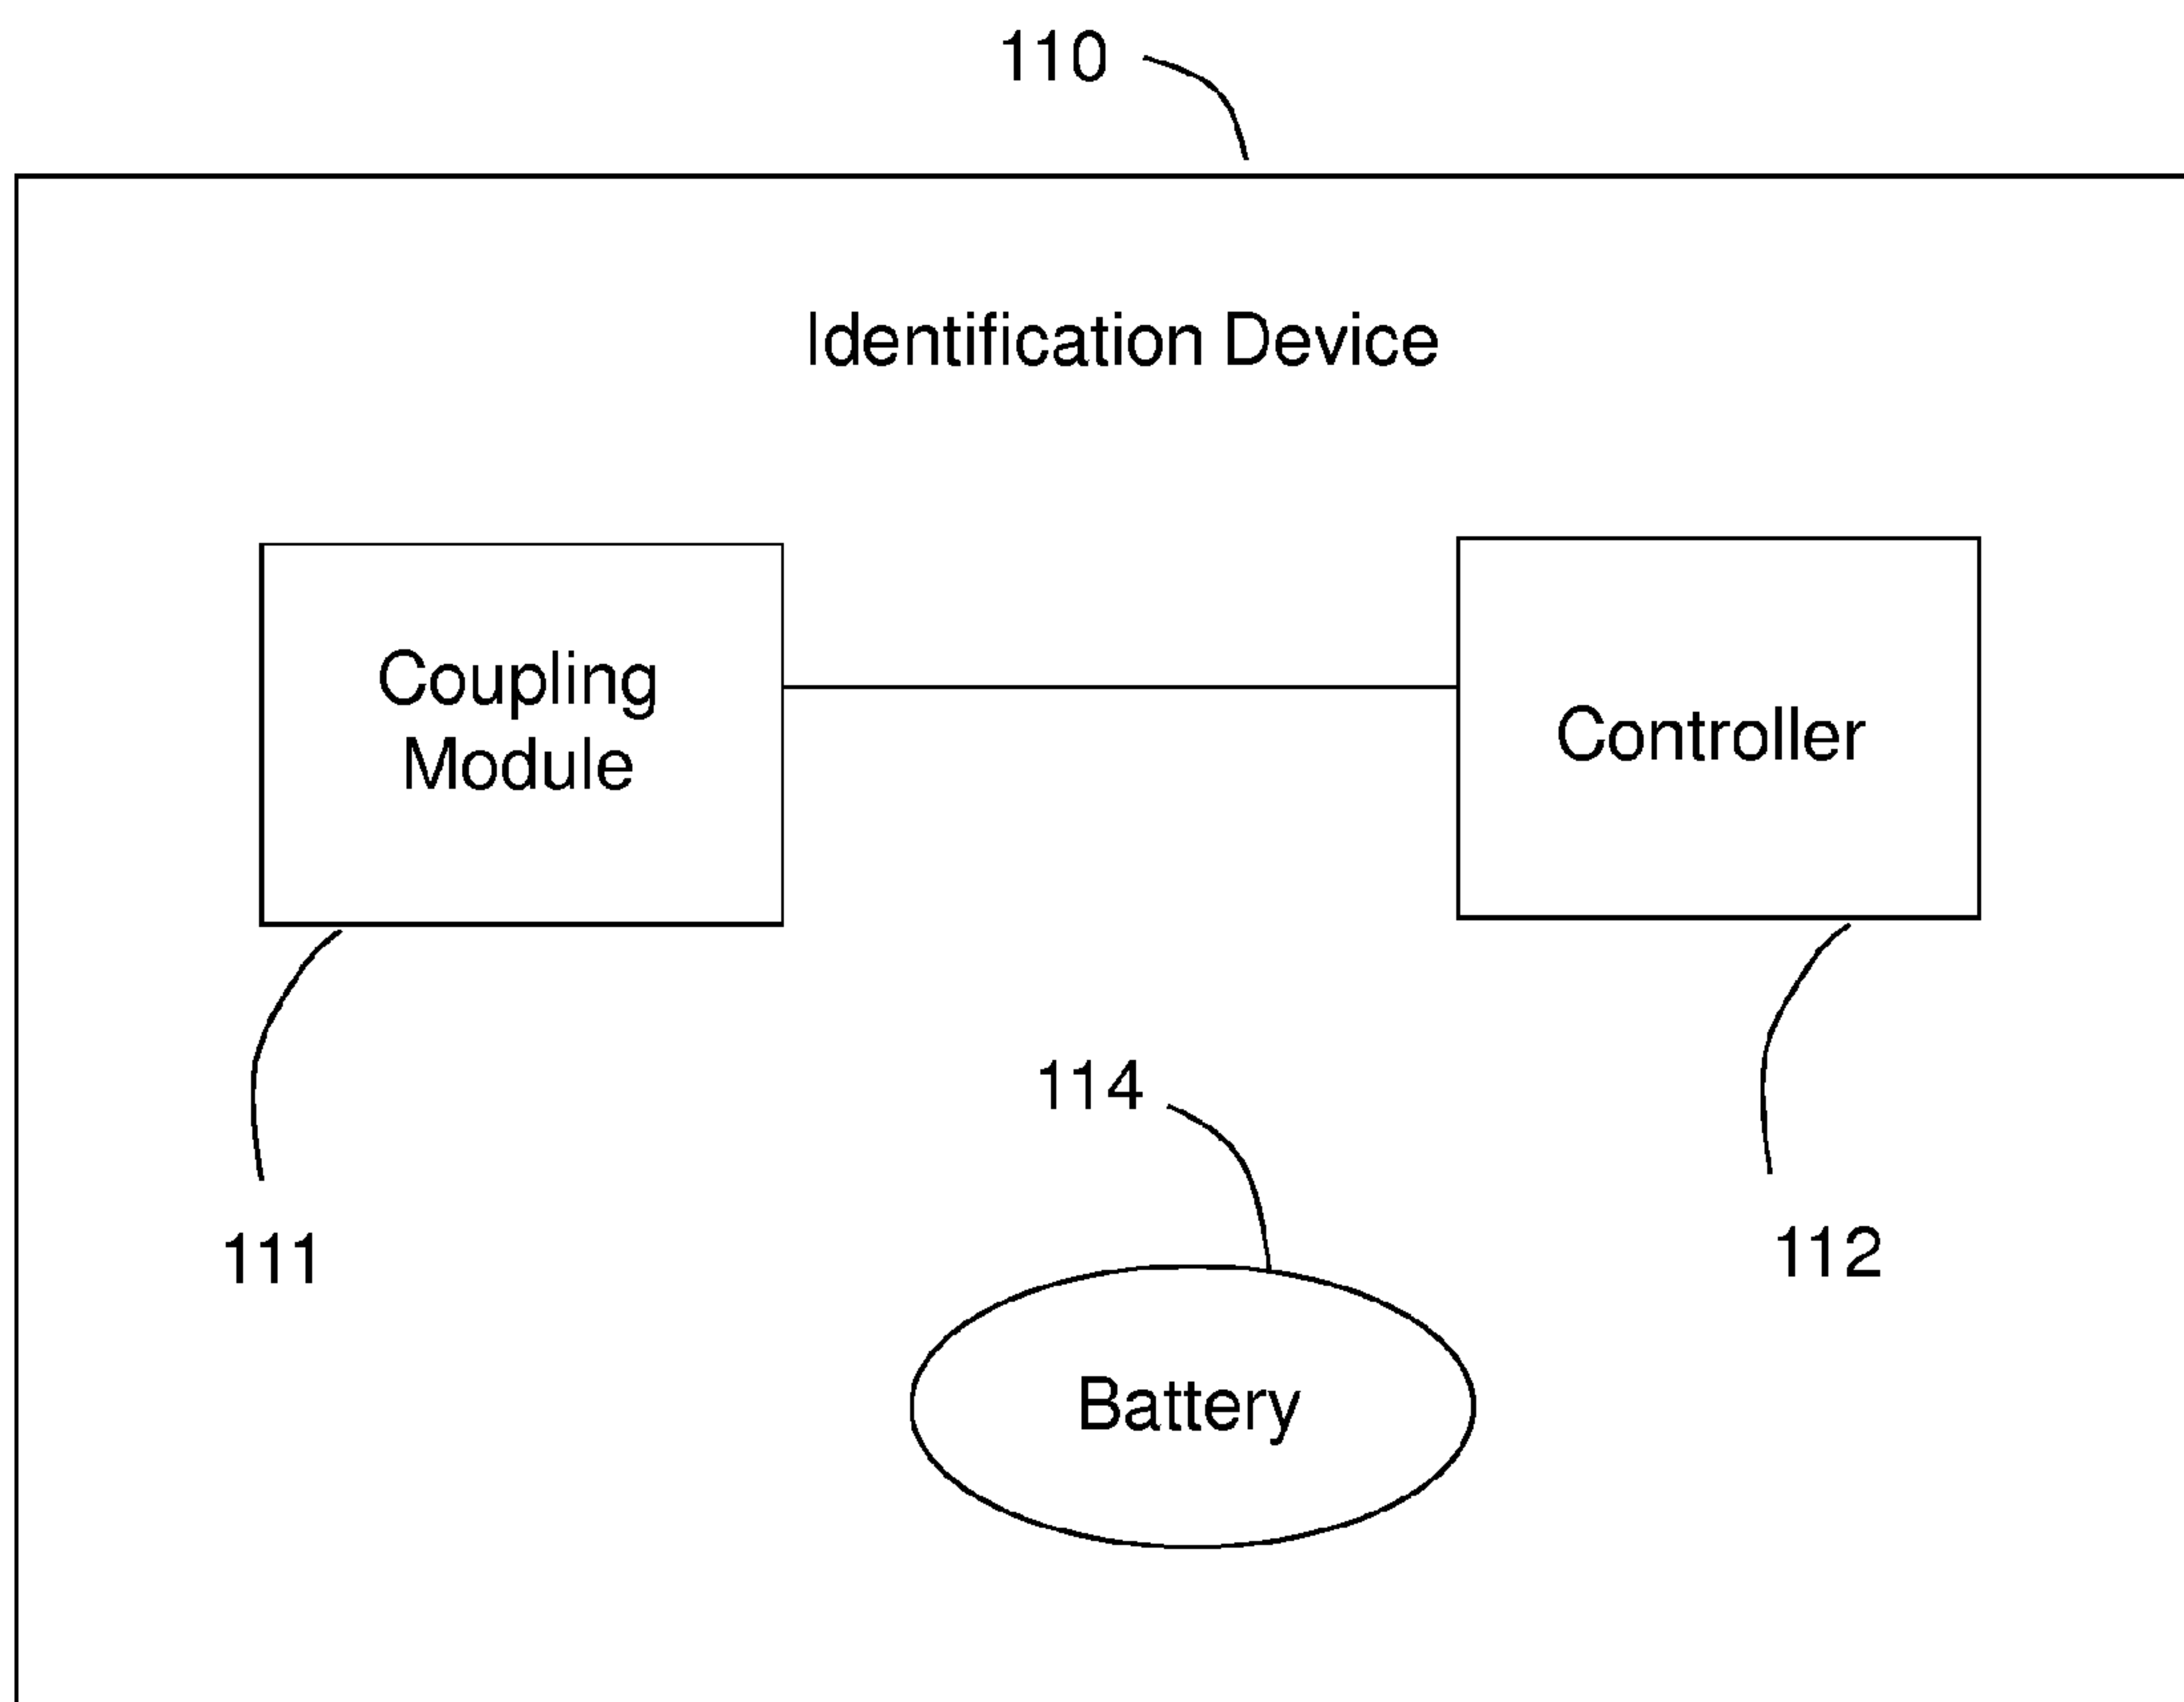 110
Identification Device
Coupling
Module
Controller
114
111
112
Battery